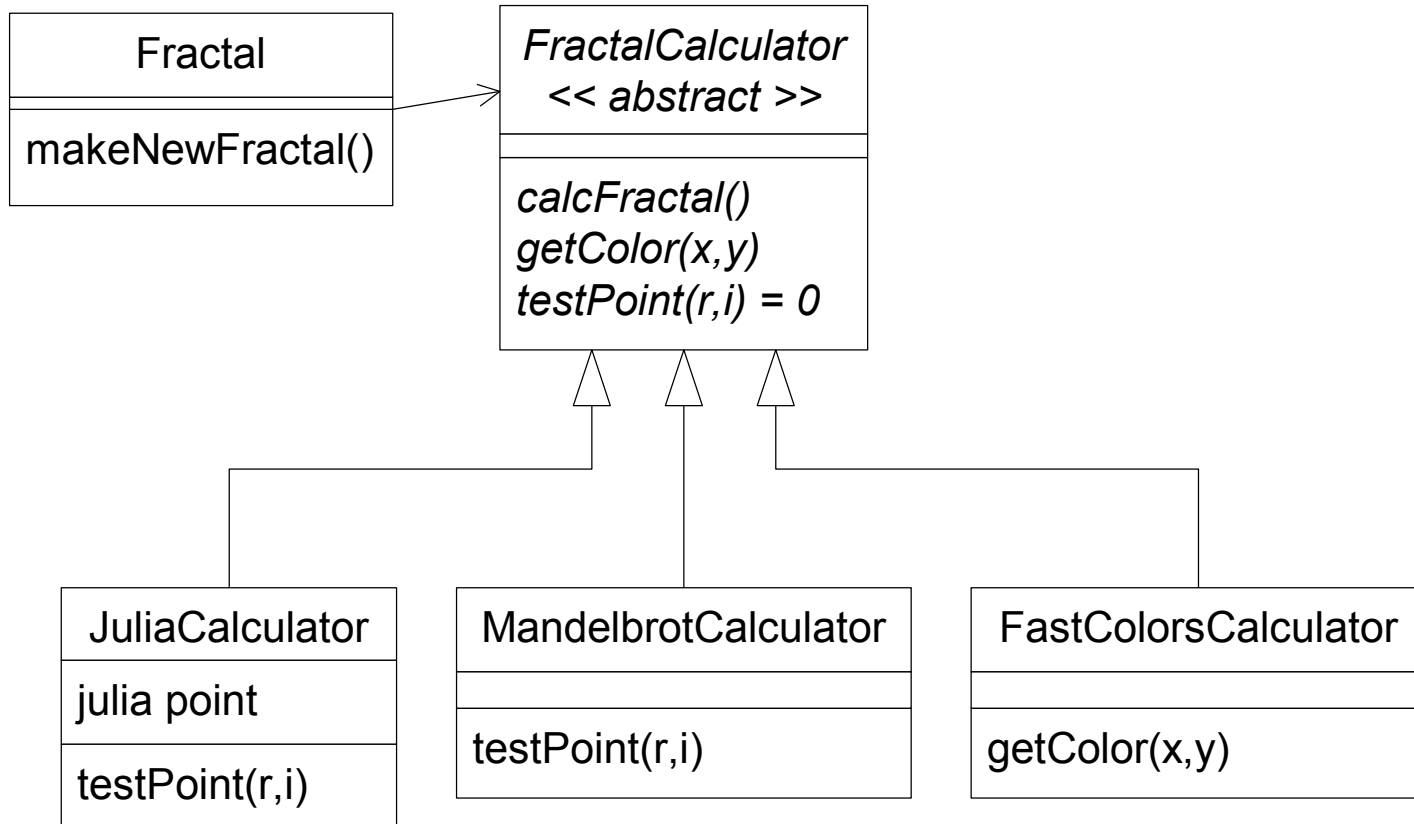 Fractal
makeNewFractal()
FractalCalculator
<< abstract >>
calcFractal()
getColor(x,y)
testPoint(r,i) = 0
JuliaCalculator
julia point
testPoint(r,i)
MandelbrotCalculator
testPoint(r,i)
FastColorsCalculator
getColor(x,y)